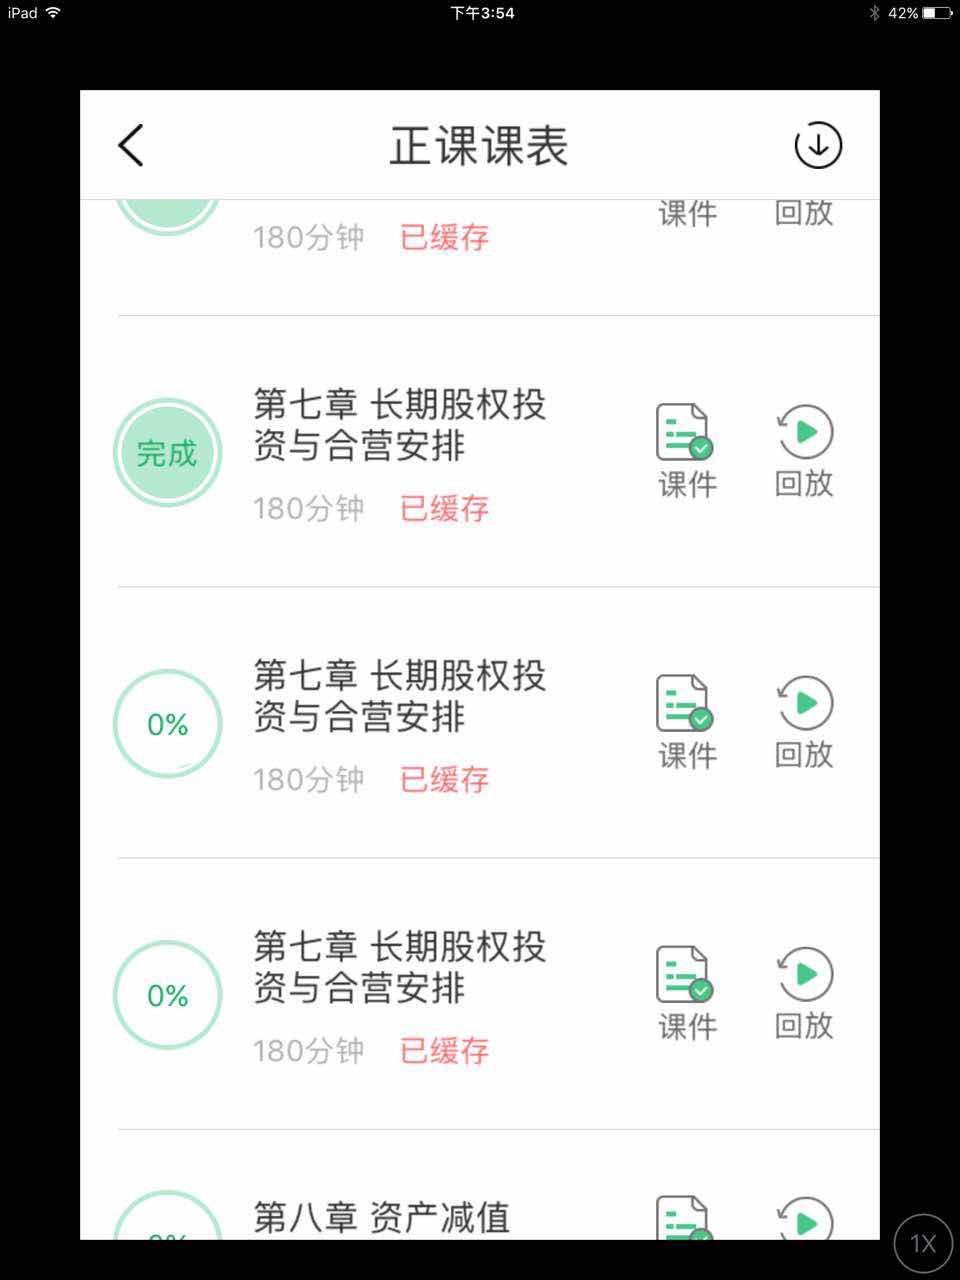 iPad 下午3:54 42%
正课课表
课件 回放
180分钟 已缓存
第七章 长期股权投
资与合营安排
完成
课件 回放
180分钟 已缓存
第七章 长期股权投
资与合营安排
0%
课件 回放
180分钟 已缓存
第七章 长期股权投
资与合营安排
0%
课件 回放
180分钟 已缓存
第八章 资产减值
1X